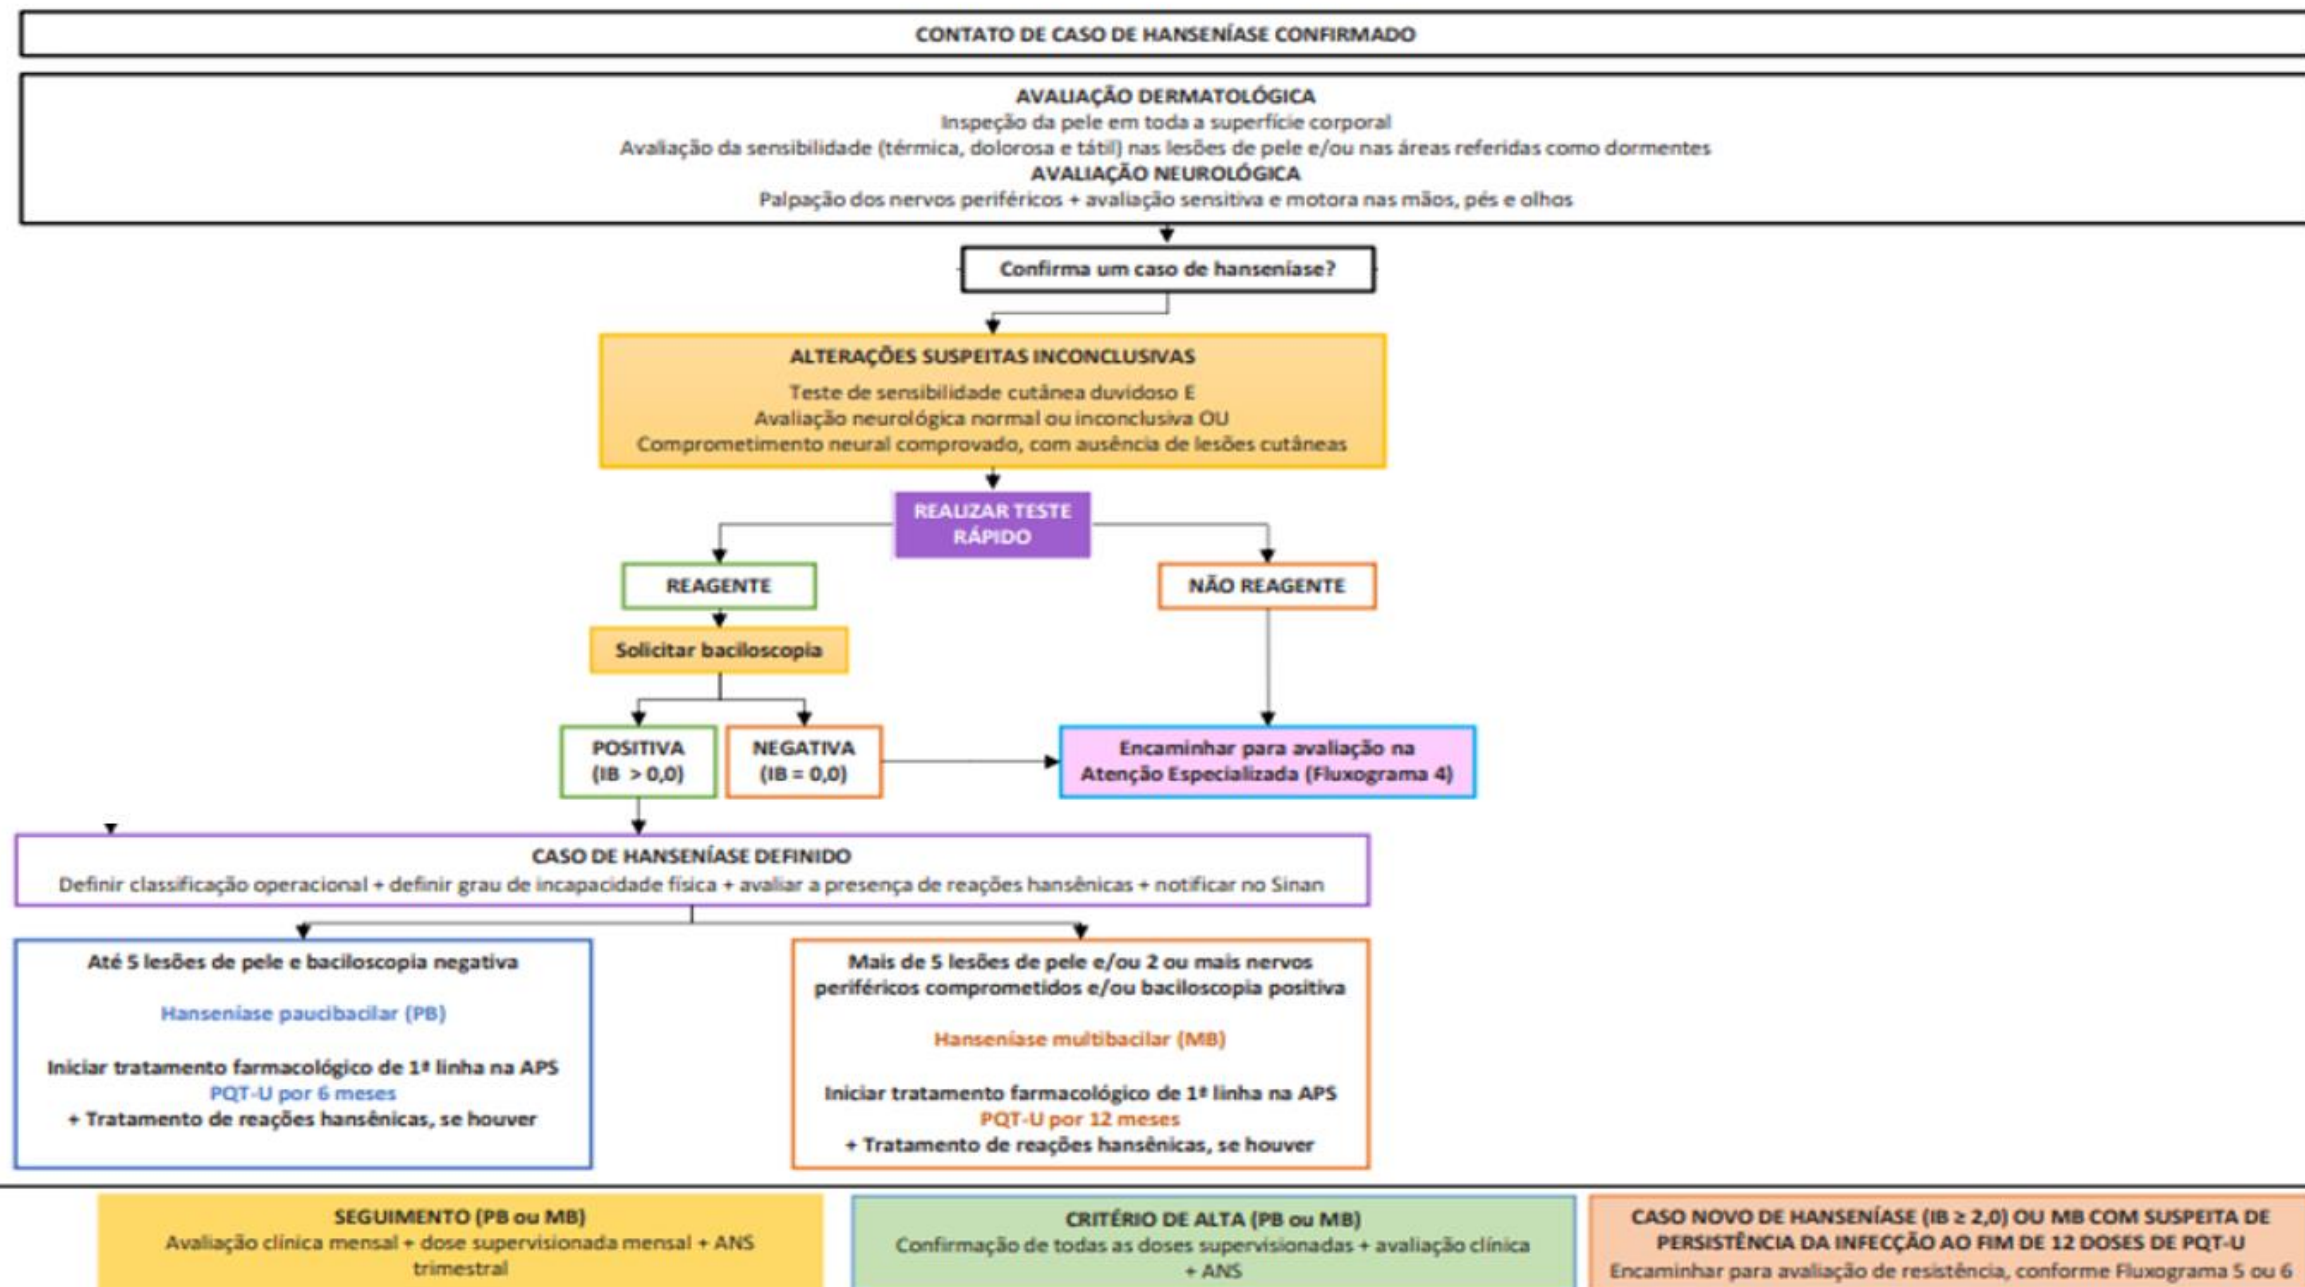 CONTATO DE CASO DE HANSENÍASE CONFIRMADO
AVALIAÇÃO DERMATOLÓGICA
Inspeção da pele em toda a superfície corporal
Avaliação da sensibilidade (térmica, dolorosa e tátil) nas lesões de pele e/ou nas áreas referidas como dormentes
AVALIAÇÃO NEUROLÓGICA
Palpação dos nervos periféricos + avaliação sensitiva e motora nas mãos, pés e olhos
Confirma um caso de hanseníase?
ALTERAÇÕES SUSPEITAS INCONCLUSIVAS
Teste de sensibilidade cutânea duvidoso E
Avaliação neurológica normal ou inconclusiva OU
Comprometimento neural comprovado, com ausência de lesões cutâneas
REALIZAR TESTE
RÁPIDO
REAGENTE
NÃO REAGENTE
Solicitar baciloscopia
POSITIVA
(IB > 0,0)
NEGATIVA
(IB = 0,0)
Encaminhar para avaliação na
Atenção Especializada (Fluxograma 4)
CASO DE HANSENÍASE DEFINIDO
Definir classificação operacional + definir grau de incapacidade física + avaliar a presença de reações hansênicas + notificar no Sinan
Até 5 lesões de pele e baciloscopia negativa
Hanseníase paucibacilar (PB)
Iniciar tratamento farmacológico de 1ª linha na APS
PQT-U por 6 meses
+ Tratamento de reações hansênicas, se houver
Mais de 5 lesões de pele e/ou 2 ou mais nervos
periféricos comprometidos e/ou baciloscopia positiva
Hanseníase multibacilar (MB)
Iniciar tratamento farmacológico de 1ª linha na APS
PQT-U por 12 meses
+ Tratamento de reações hansênicas, se houver
SEGUIMENTO (PB ou MB)
Avaliação clínica mensal + dose supervisionada mensal + ANS
trimestral
CRITÉRIO DE ALTA (PB ou MB)
Confirmação de todas as doses supervisionadas + avaliação clínica
+ ANS
CASO NOVO DE HANSENÍASE (IB ≥ 2,0) OU MB COM SUSPEITA DE
PERSISTÊNCIA DA INFECÇÃO AO FIM DE 12 DOSES DE PQT-U
Encaminhar para avaliação de resistência, conforme Fluxograma 5 ou 6